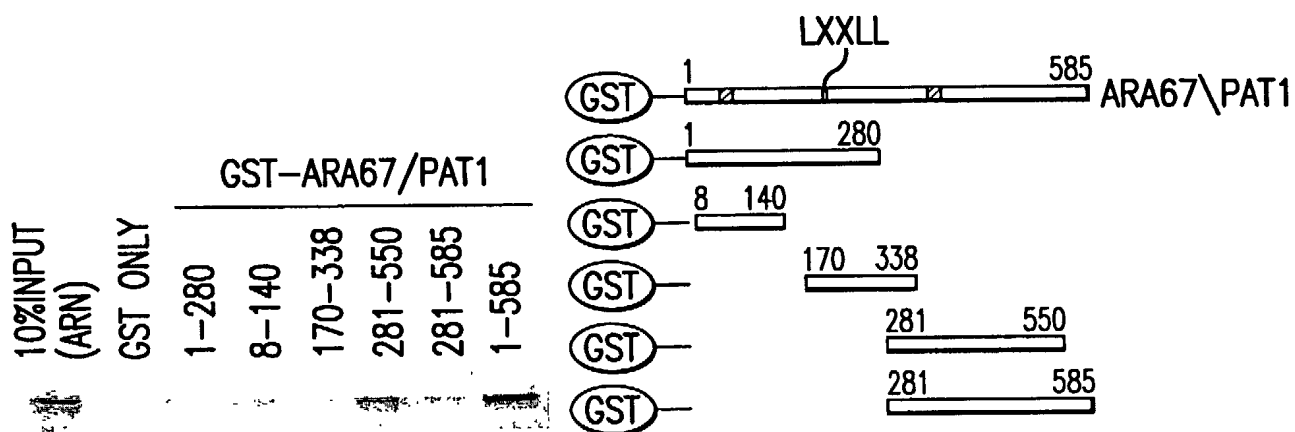 GST-ARA67/PAT1
10%INPUT
(ARN)
GST ONLY
1-280
8-140
170-338
281-550
281-585
1-585
LXXLL
GST
1
585
ARA67\PAT1
GST
1
280
GST
8
140
GST
170
338
GST
281
550
GST
281
585